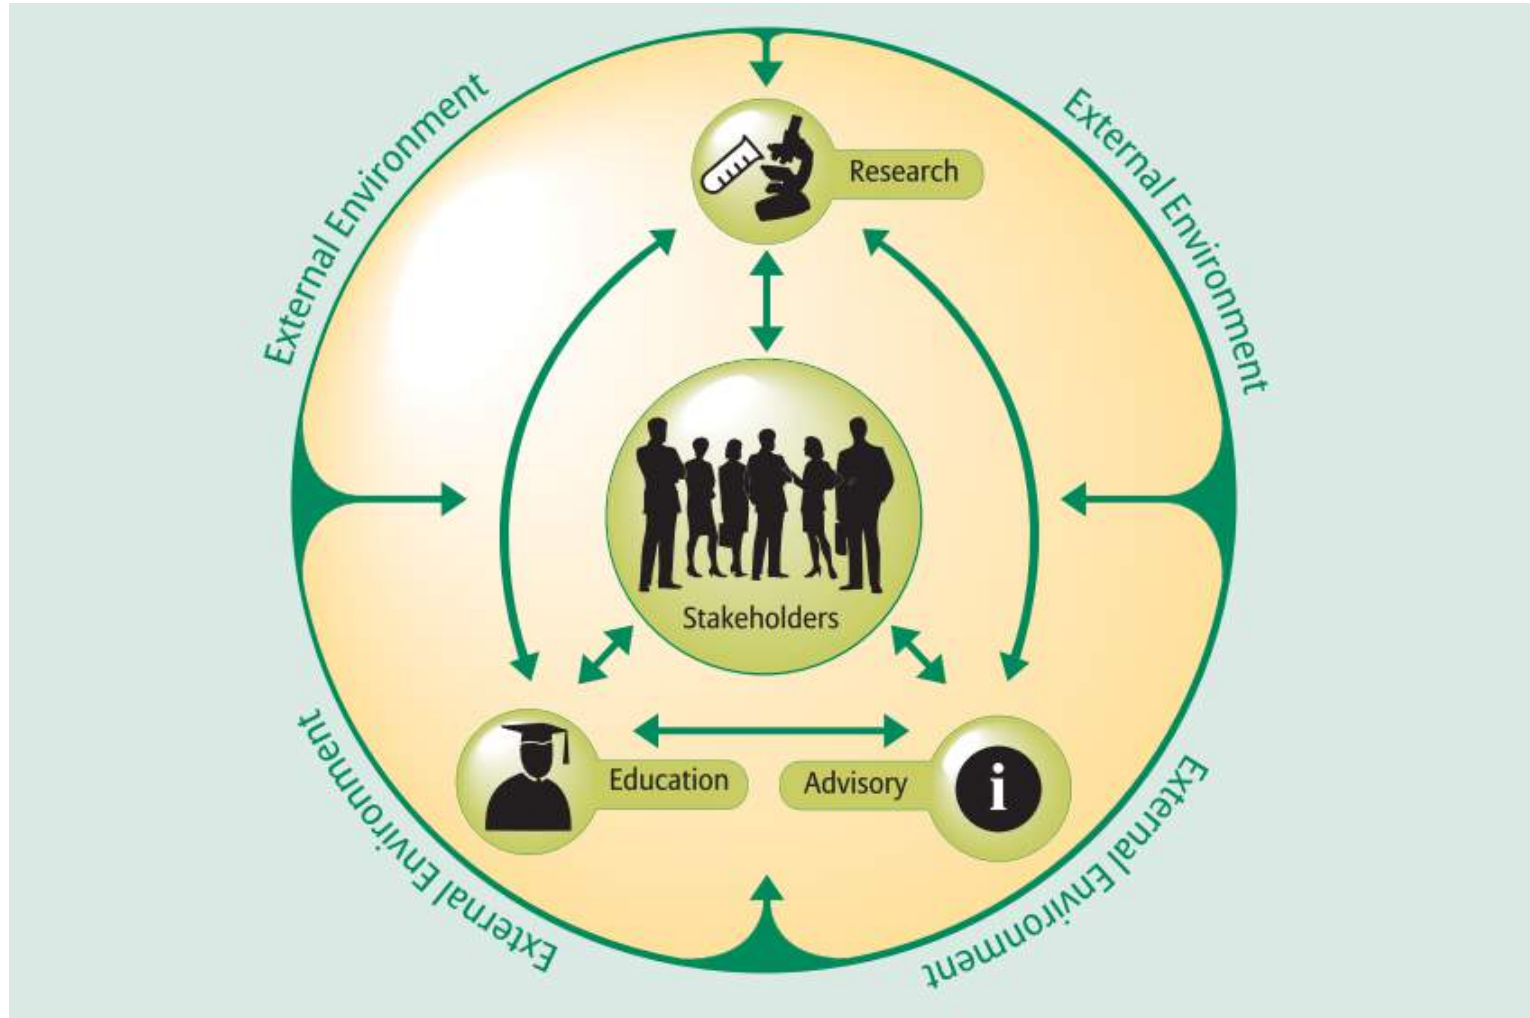 External Environment
External Environment
Research
Stakeholders
Education
Advisory
i
External Environment
External Environment